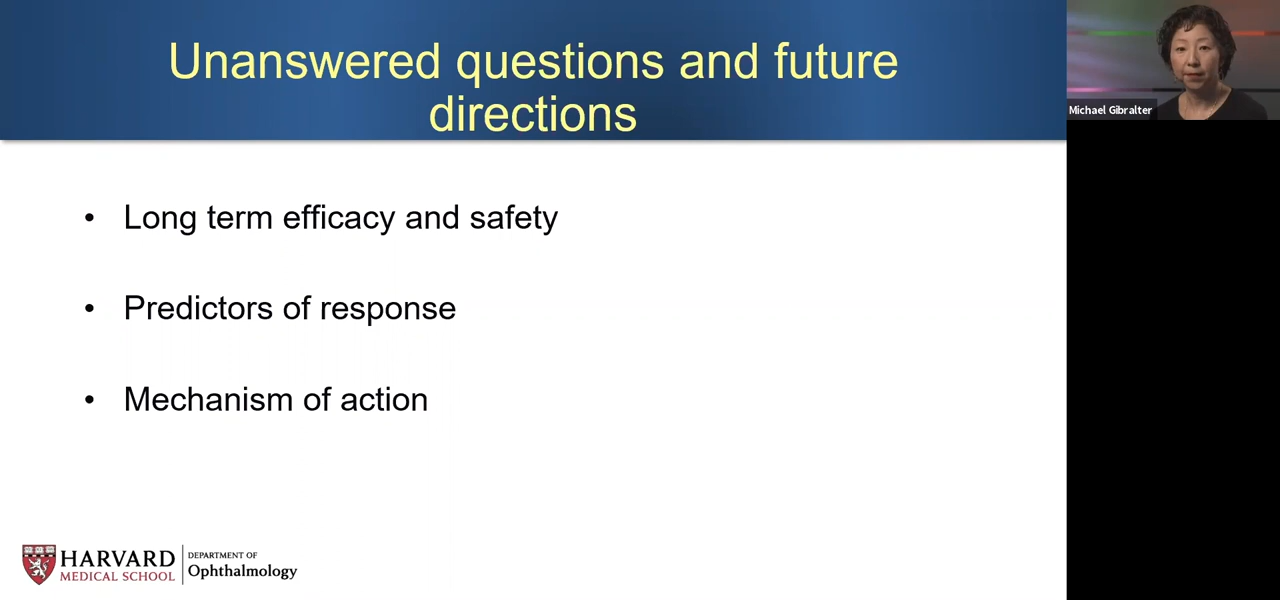 Unanswered questions and future
directions
Michael Gibralter
• Long term efficacy and safety
• Predictors of response
• Mechanism of action
HARVARD
MEDICAL SCHOOL
DEPARTMENT OF
Ophthalmology